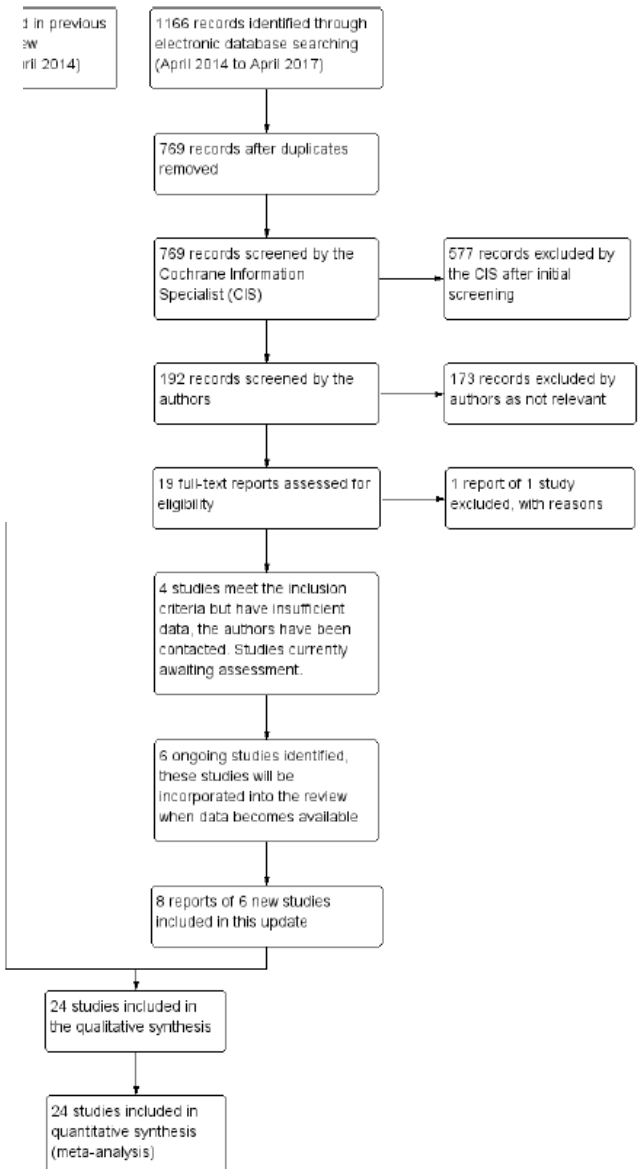 d in previous
ew
ril 2014)
1166 records identified through
electronic database searching
(April 2014 to April 2017)
769 records after duplicates
removed
769 records screened by the
Cochrane Information
Specialist (CIS)
577 records excluded by
the CIS after initial
screening
192 records screened by the
authors
173 records excluded by
authors as not relevant
19 full-text reports assessed for
eligibility
1 report of 1 study
excluded, with reasons
4 studies meet the inclusion
criteria but have insufficient
data, the authors have been
contacted. Studies currently
awaiting assessment.
6 ongoing studies identified,
these studies will be
incorporated into the review
when data becomes available
8 reports of 6 new studies
included in this update
24 studies included in
the qualitative synthesis
24 studies included in
quantitative synthesis
(meta-analysis)